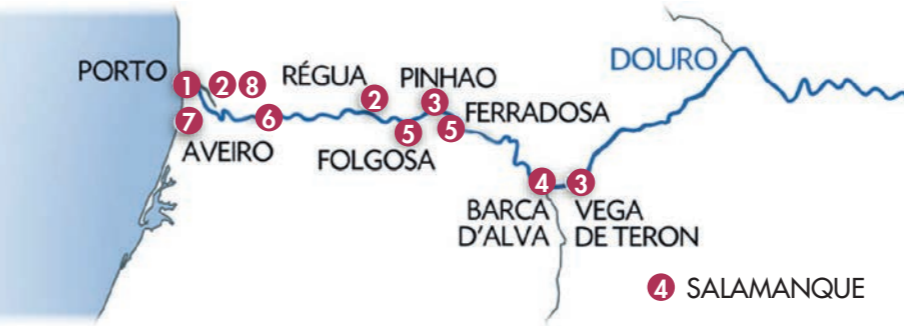 DOURO
PORTO
1
2
8
RÉGUA
2
PINHAO
3
FERRADOSA
5
7
6
AVEIRO
5
FOLGOSA
4
BARCA
D'ALVA
3
VEGA
DE TERON
4 SALAMANQUE